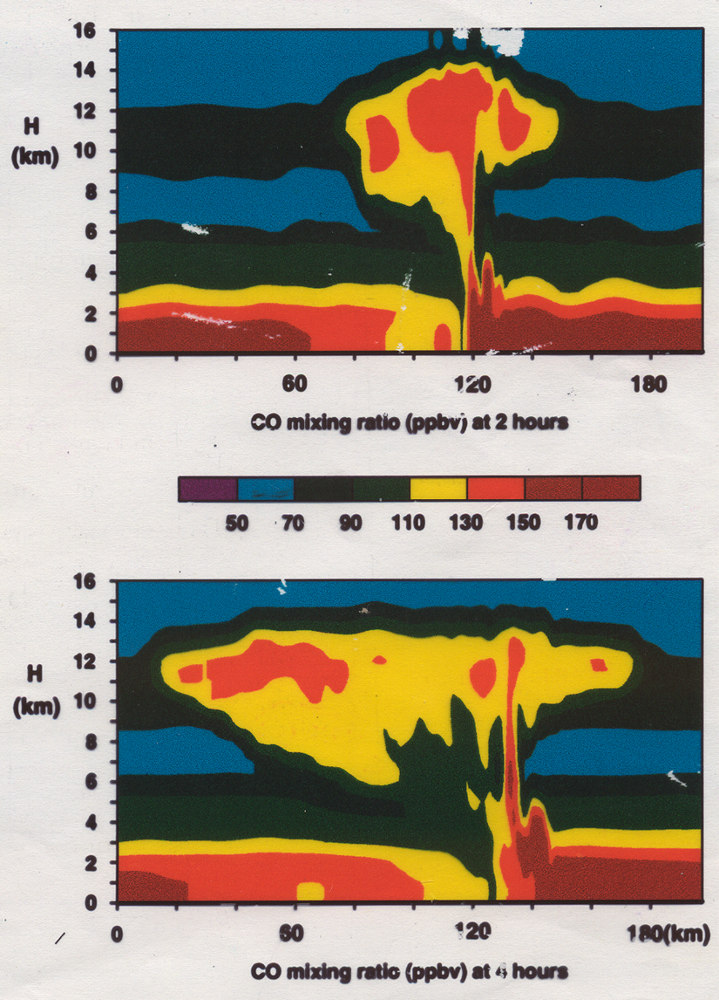 16
14
H 12
(km) 10
8
6
4
2
0
0 60 120 180
CO mixing ratio (ppbv) at 2 hours
50 70 90 110 130 150 170
16
14
H 12
(km) 10
8
6
4
2
0
0 60 120 180(km)
CO mixing ratio (ppbv) at 4 hours